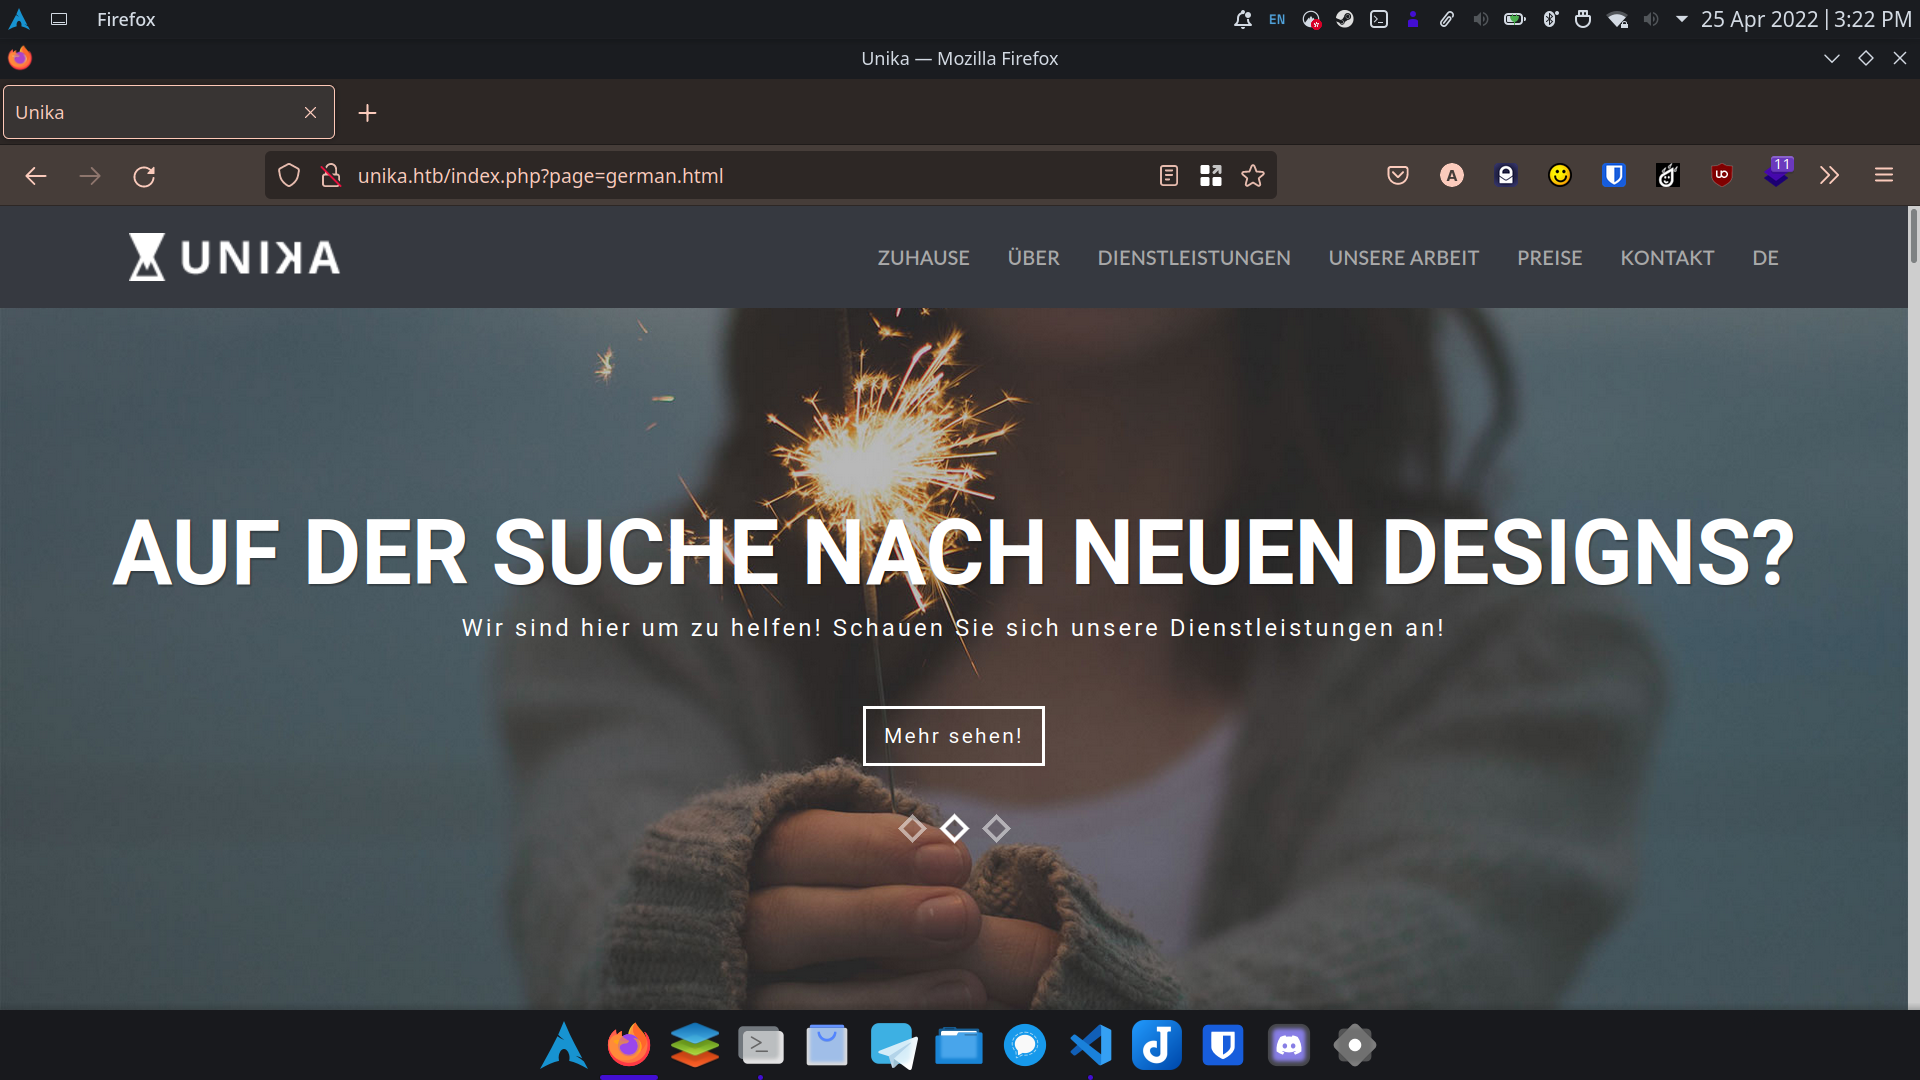 Firefox
EN
25 Apr 2022 | 3:22 PM
Unika — Mozilla Firefox
Unika
unika.htb/index.php?page=german.html
A
11
UNIKA
ZUHAUSE ÜBER DIENSTLEISTUNGEN UNSERE ARBEIT PREISE KONTAKT DE
AUF DER SUCHE NACH NEUEN DESIGNS?
Wir sind hier um zu helfen! Schauen Sie sich unsere Dienstleistungen an!
Mehr sehen!